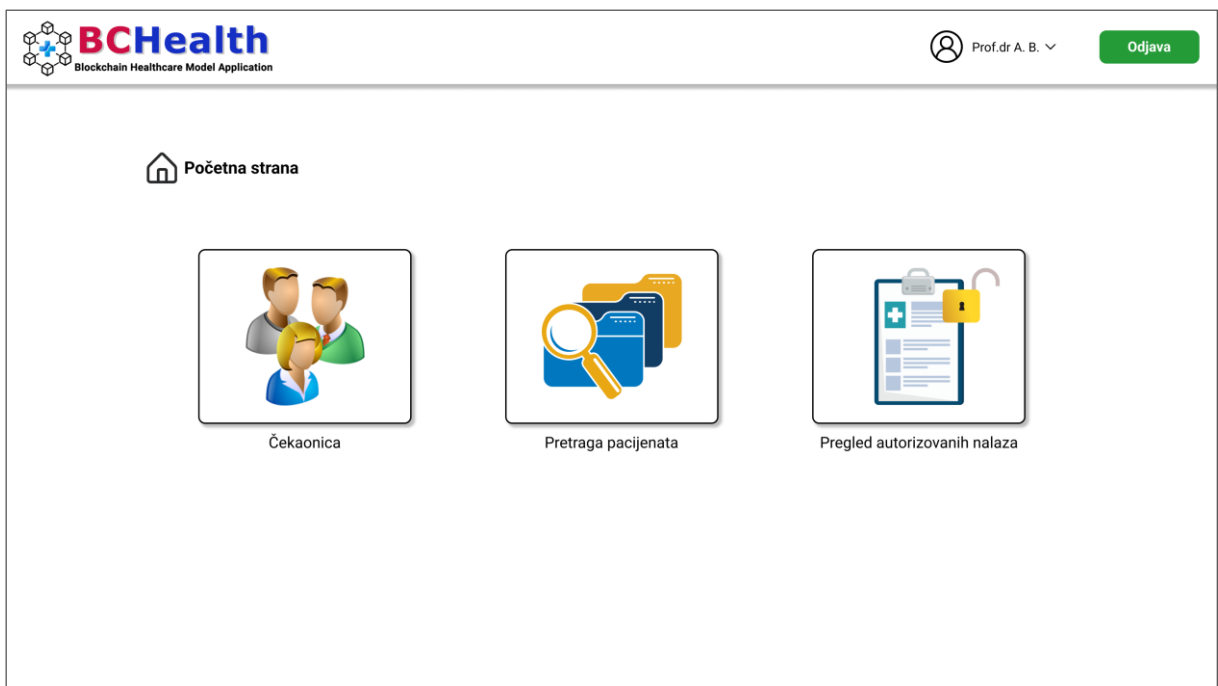 BCHealth
Blockchain Healthcare Model Application
Prof.dr A. B.
Odjava
Početna strana
Čekaonica
Pretraga pacijenata
Pregled autorizovanih nalaza